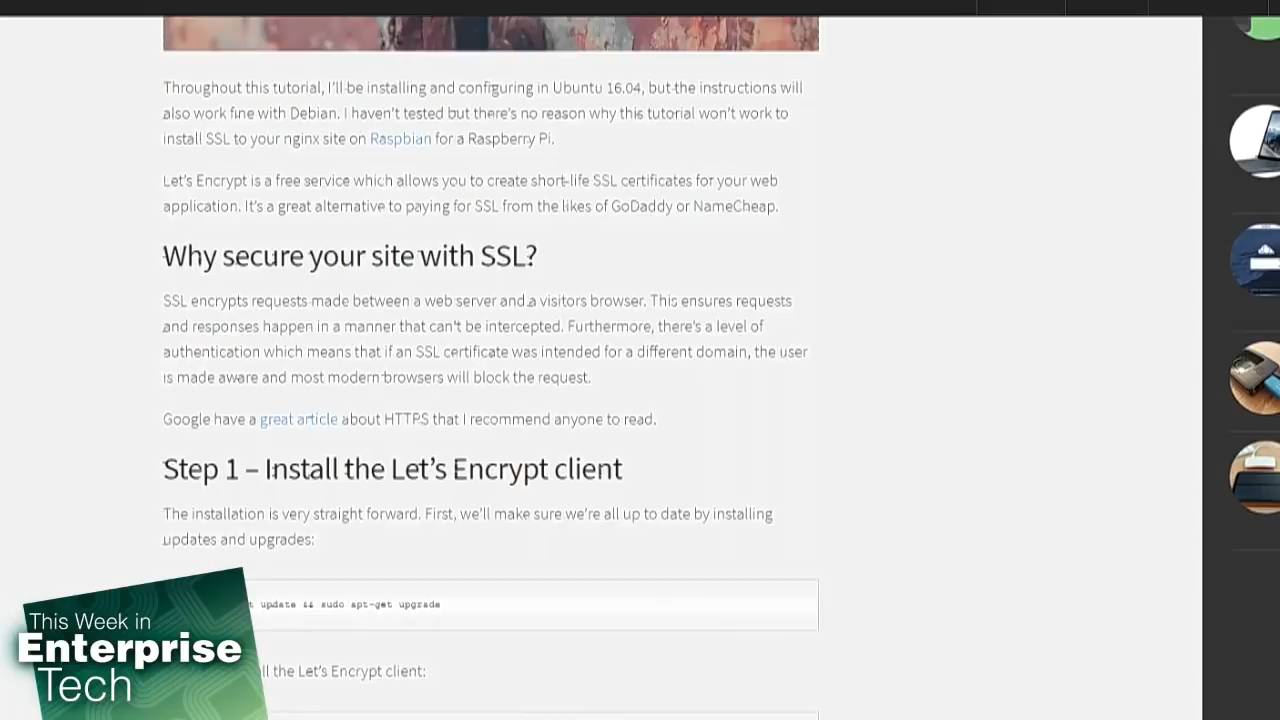 Throughout this tutorial, I'll be installing and configuring in Ubuntu 16.04, but the instructions will
also work fine with Debian. I haven't tested but there's no reason why this tutorial won't work to
install SSL to your nginx site on Raspbian for a Raspberry Pi.
Let's Encrypt is a free service which allows you to create short-life SSL certificates for your web
application. It's a great alternative to paying for SSL from the likes of GoDaddy or NameCheap.
Why secure your site with SSL?
SSL encrypts requests made between a web server and a visitors browser. This ensures requests
and responses happen in a manner that can't be intercepted. Furthermore, there's a level of
authentication which means that if an SSL certificate was intended for a different domain, the user
is made aware and most modern browsers will block the request.
Google have a great article about HTTPS that I recommend anyone to read.
Step 1 – Install the Let's Encrypt client
The installation is very straight forward. First, we'll make sure we're all up to date by installing
updates and upgrades:
update && sudo apt-get upgrade
the Let's Encrypt client:
This Week in
Enterprise
Tech